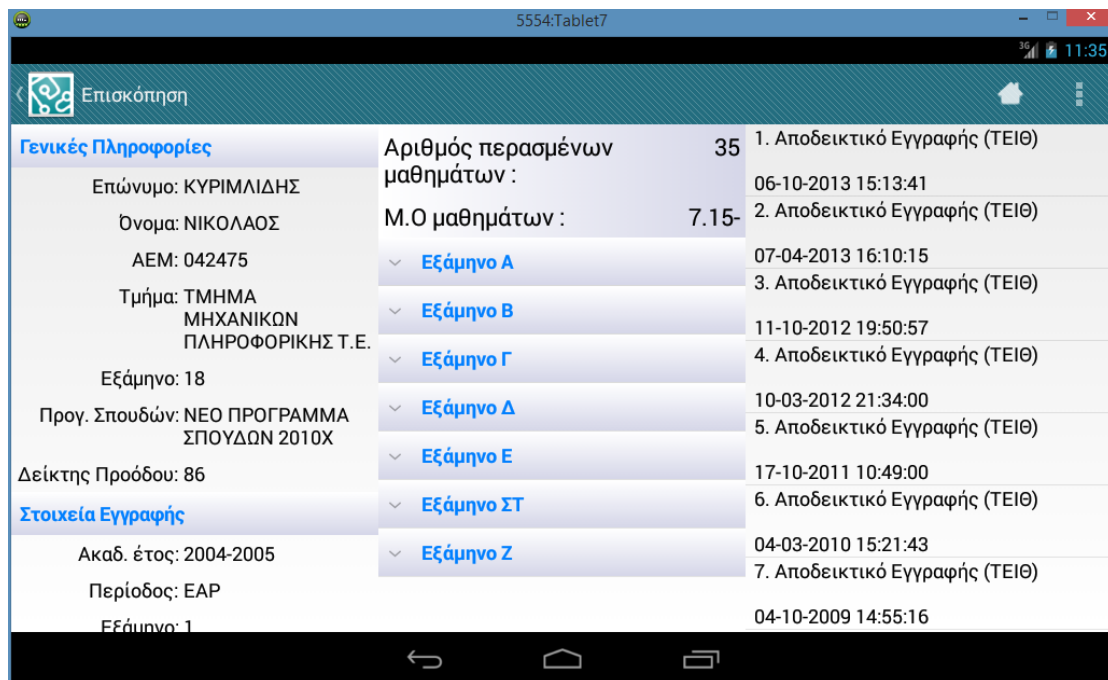 5554:Tablet7
3G 11:35
Επισκόπηση
Γενικές Πληροφορίες
Επώνυμο: ΚΥΡΙΜΛΙΔΗΣ
Όνομα: ΝΙΚΟΛΑΟΣ
ΑΕΜ: 042475
Τμήμα: ΤΜΗΜΑ
ΜΗΧΑΝΙΚΩΝ
ΠΛΗΡΟΦΟΡΙΚΗΣ Τ.Ε.
Εξάμηνο: 18
Προγ. Σπουδών: ΝΕΟ ΠΡΟΓΡΑΜΜΑ
ΣΠΟΥΔΩΝ 2010Χ
Δείκτης Προόδου: 86
Στοιχεία Εγγραφής
Ακαδ. έτος: 2004-2005
Περίοδος: ΕΑΡ
Εξάμηνο: 1
Αριθμός περασμένων 35
μαθημάτων :
Μ.Ο μαθημάτων : 7.15-
Εξάμηνο Α
Εξάμηνο Β
Εξάμηνο Γ
Εξάμηνο Δ
Εξάμηνο Ε
Εξάμηνο ΣΤ
Εξάμηνο Ζ
1. Αποδεικτικό Εγγραφής (ΤΕΙΘ)
06-10-2013 15:13:41
2. Αποδεικτικό Εγγραφής (ΤΕΙΘ)
07-04-2013 16:10:15
3. Αποδεικτικό Εγγραφής (ΤΕΙΘ)
11-10-2012 19:50:57
4. Αποδεικτικό Εγγραφής (ΤΕΙΘ)
10-03-2012 21:34:00
5. Αποδεικτικό Εγγραφής (ΤΕΙΘ)
17-10-2011 10:49:00
6. Αποδεικτικό Εγγραφής (ΤΕΙΘ)
04-03-2010 15:21:43
7. Αποδεικτικό Εγγραφής (ΤΕΙΘ)
04-10-2009 14:55:16